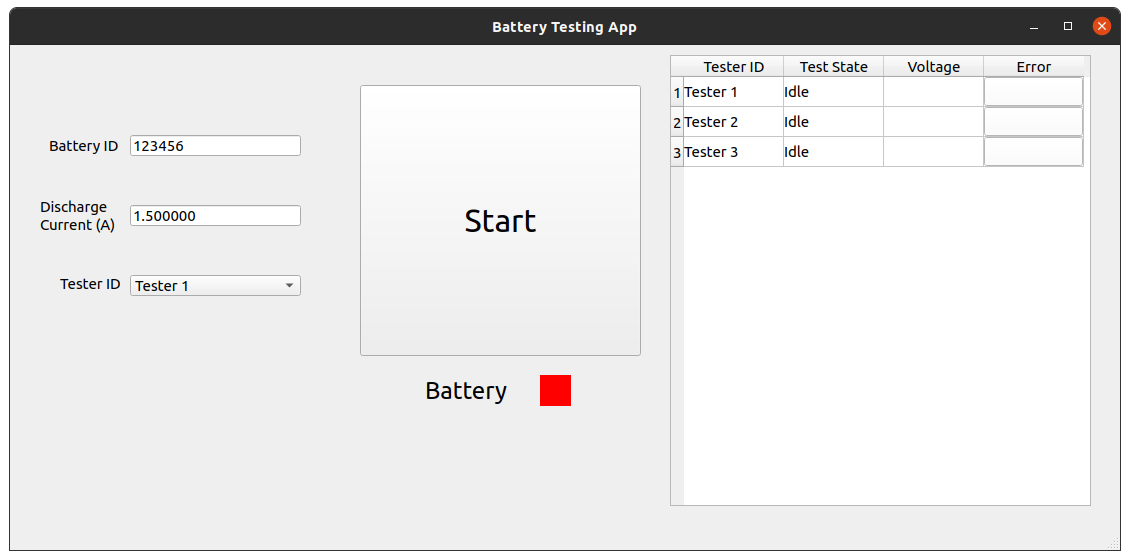 Battery Testing App
Battery ID 123456
Discharge
Current (A) 1.500000
Tester ID Tester 1
Start
Battery
Tester ID Test State Voltage Error
1 Tester 1 Idle
2 Tester 2 Idle
3 Tester 3 Idle